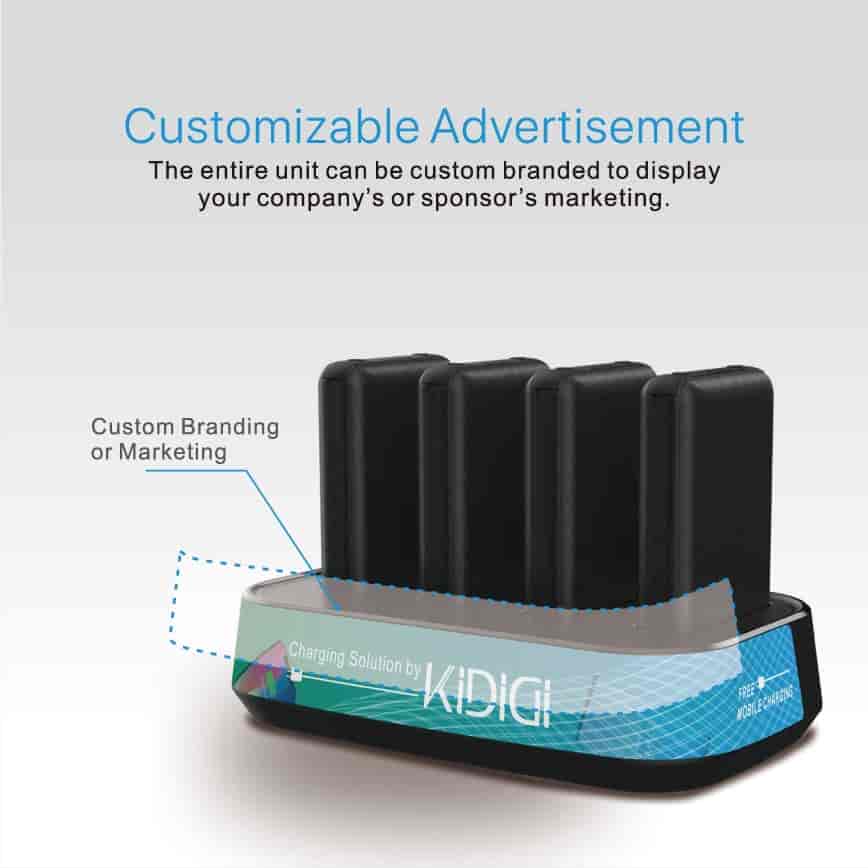 Customizable Advertisement
The entire unit can be custom branded to display
your company's or sponsor's marketing.
Custom Branding
or Marketing
Charging Solution by KiDiGi
FREE
MOBILE CHARGING